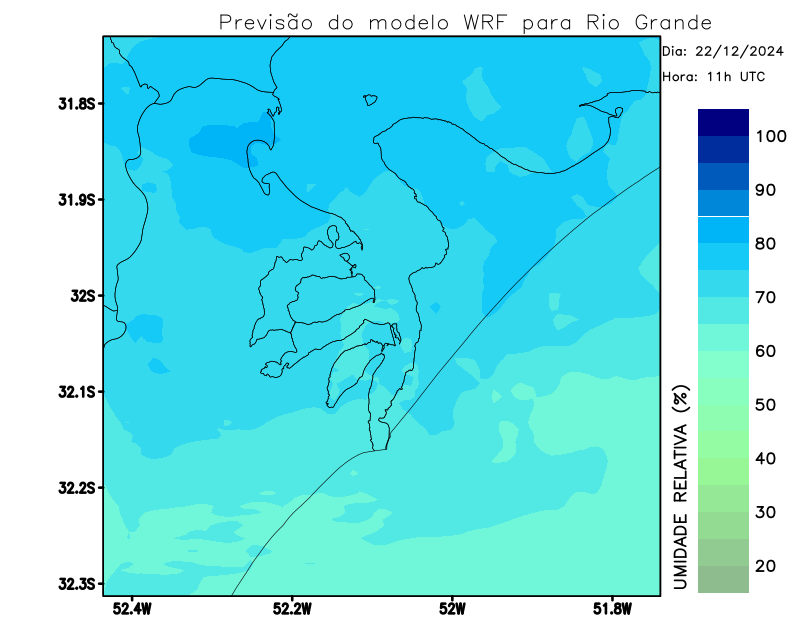 Previsão do modelo WRF para Rio Grande
Dia: 22/12/2024
Hora: 11h UTC
31.8S
31.9S
32S
32.1S
32.2S
32.3S
52.4W
52.2W
52W
51.8W
100
90
80
70
60
50
40
30
20
UMIDADE RELATIVA (%)